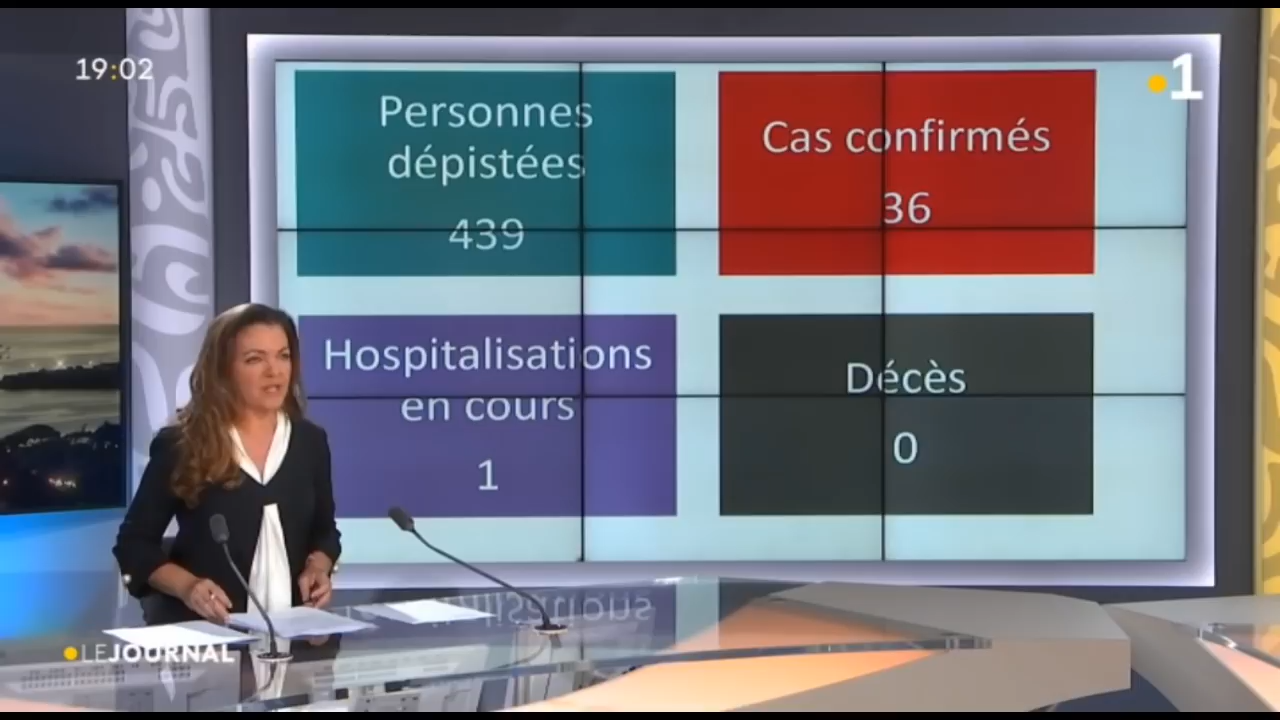 19:02
1
Personnes
dépistées
439
Cas confirmés
36
Hospitalisations
en cours
1
Décès
0
LEJOURNAL